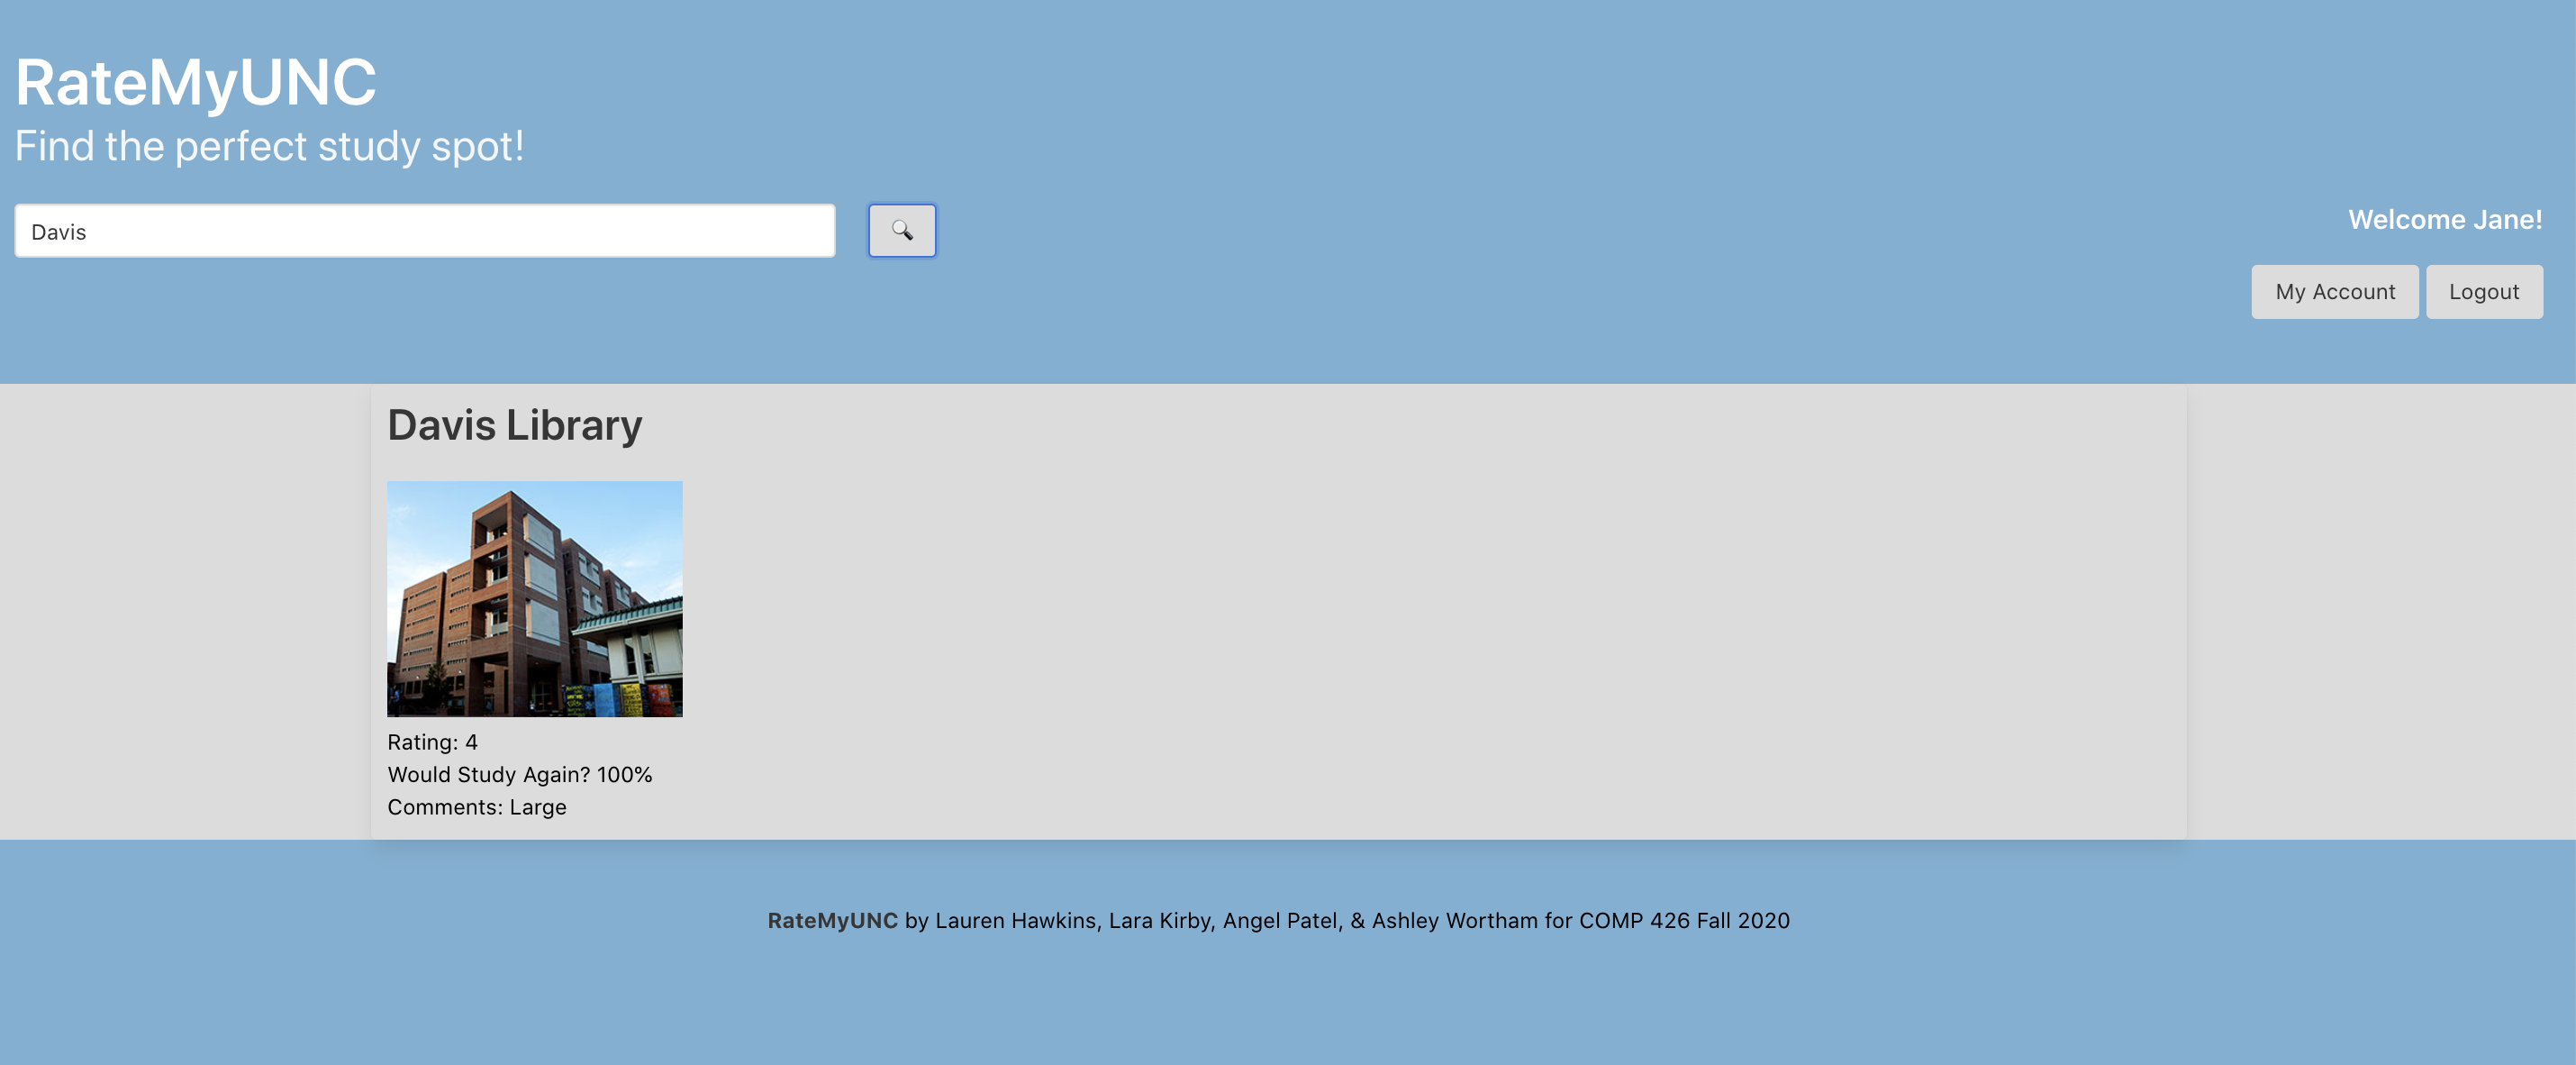 RateMyUNC
Find the perfect study spot!
Davis
Welcome Jane!
My Account
Logout
Davis Library
Rating: 4
Would Study Again? 100%
Comments: Large
RateMyUNC by Lauren Hawkins, Lara Kirby, Angel Patel, & Ashley Wortham for COMP 426 Fall 2020